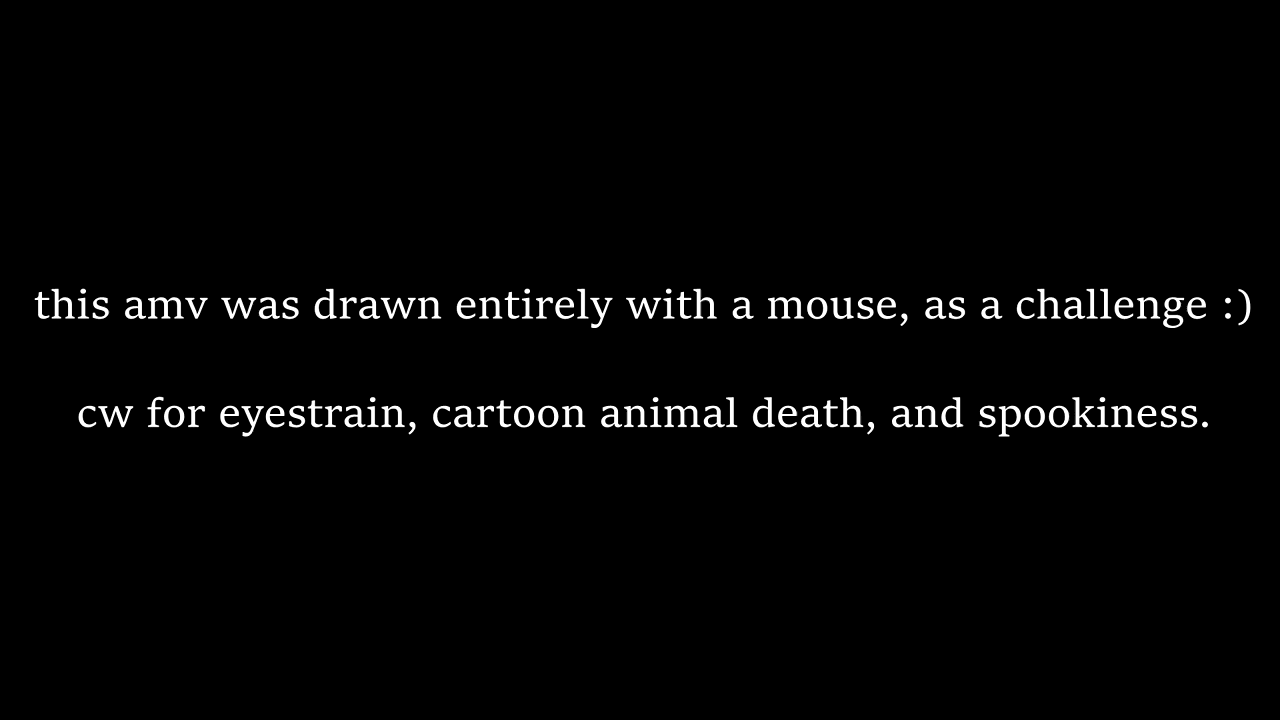 this amv was drawn entirely with a mouse, as a challenge :)
cw for eyestrain, cartoon animal death, and spookiness.